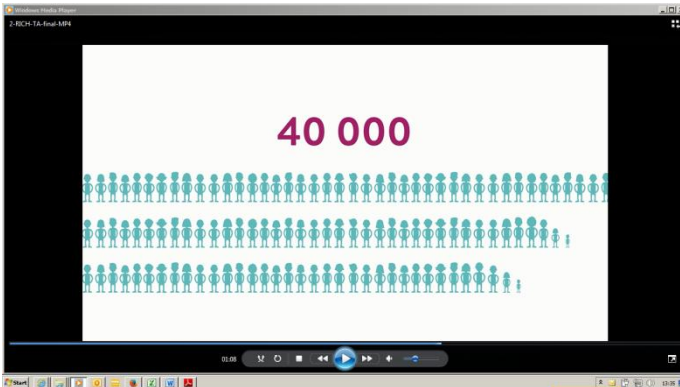 Windows Media Player
2-RICH-TA-final-MP4
40 000
01:08
Start
13:35